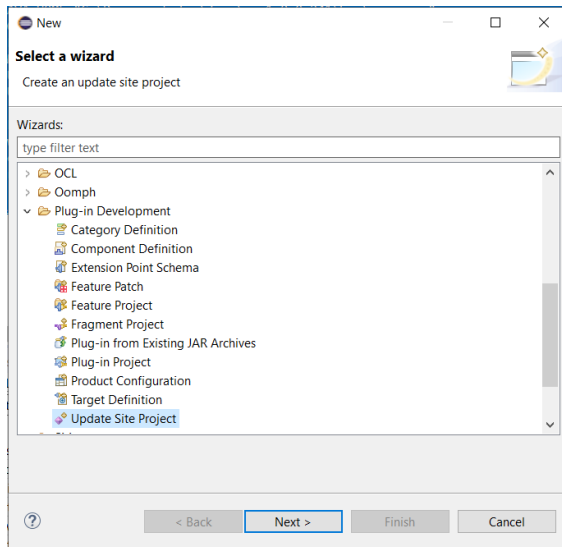 New
Select a wizard
Create an update site project
Wizards:
type filter text
OCL
Oomph
Plug-in Development
Category Definition
Component Definition
Extension Point Schema
Feature Patch
Feature Project
Fragment Project
Plug-in from Existing JAR Archives
Plug-in Project
Product Configuration
Target Definition
Update Site Project
< Back Next > Finish Cancel